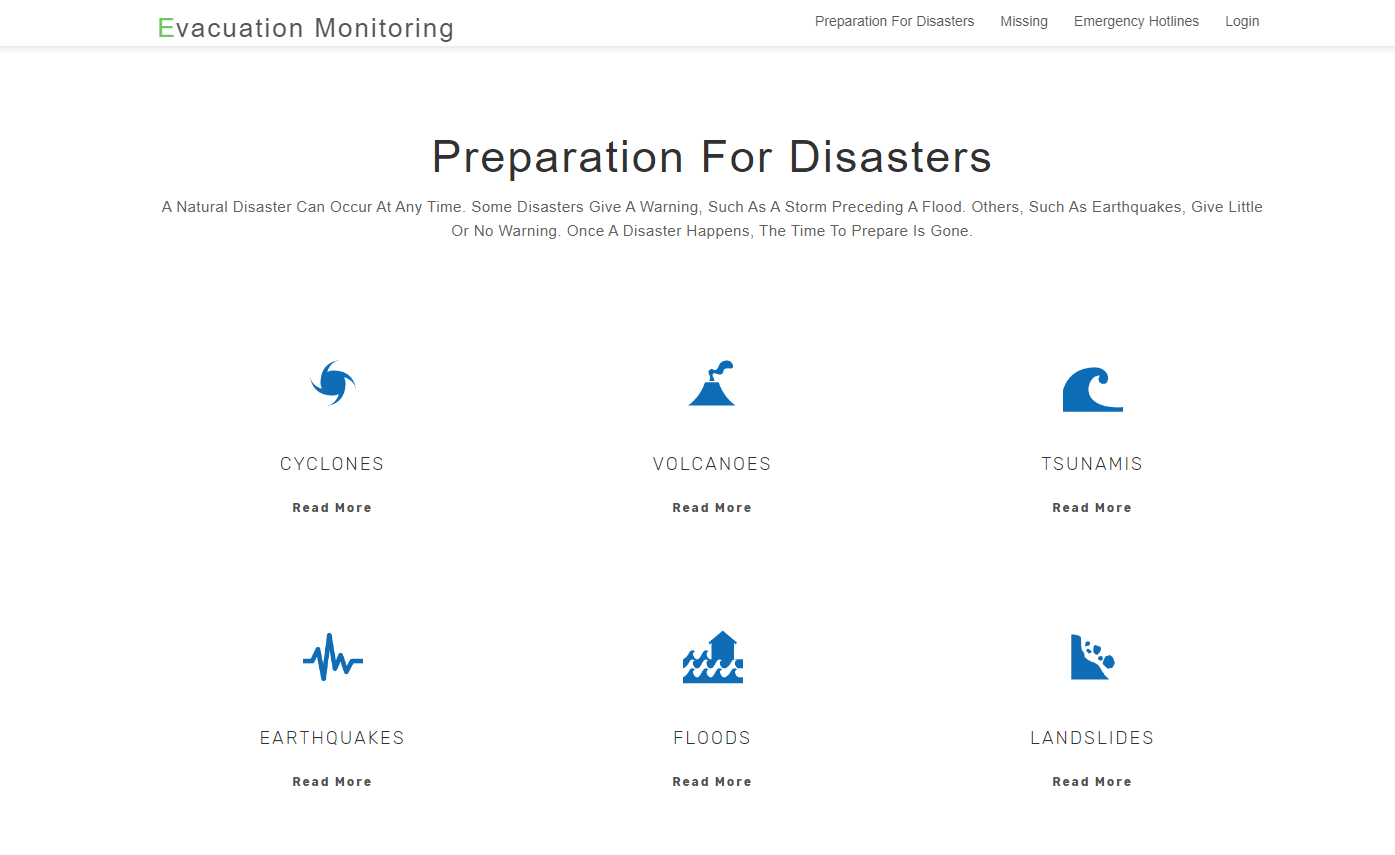 Evacuation Monitoring
Preparation For Disasters Missing Emergency Hotlines Login
Preparation For Disasters
A Natural Disaster Can Occur At Any Time. Some Disasters Give A Warning, Such As A Storm Preceding A Flood. Others, Such As Earthquakes, Give Little
Or No Warning. Once A Disaster Happens, The Time To Prepare Is Gone.
CYCLONES VOLCANOES TSUNAMIS
Read More Read More Read More
EARTHQUAKES FLOODS LANDSLIDES
Read More Read More Read More